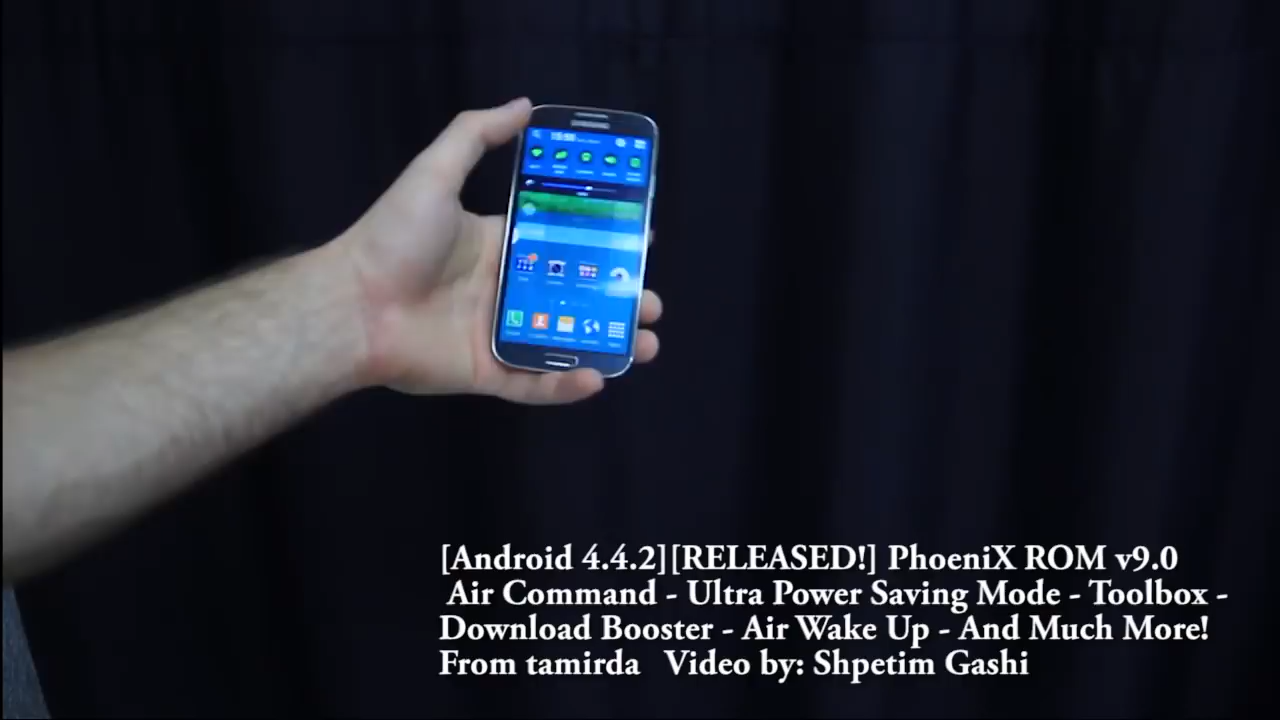 SAMSUNG
[Android 4.4.2][RELEASED!] PhoeniX ROM v9.0
Air Command - Ultra Power Saving Mode - Toolbox -
Download Booster - Air Wake Up - And Much More!
From tamirda Video by: Shpetim Gashi